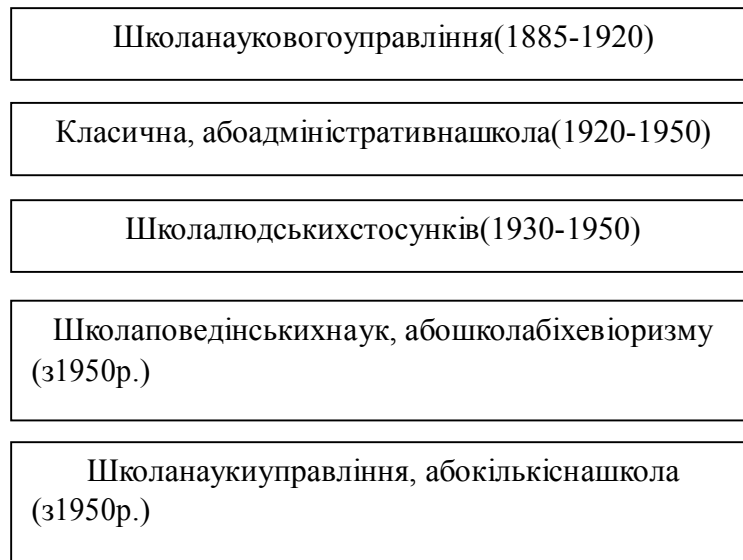 Школанауковогоуправління(1885-1920)
Класична, абоадміністративнашкола(1920-1950)
Школалюдськихстосунків(1930-1950)
Школаповедінськихнаук, абошколабіхевіоризму
(з1950р.)
Школанаукиуправління, абокількіснашкола
(з1950р.)